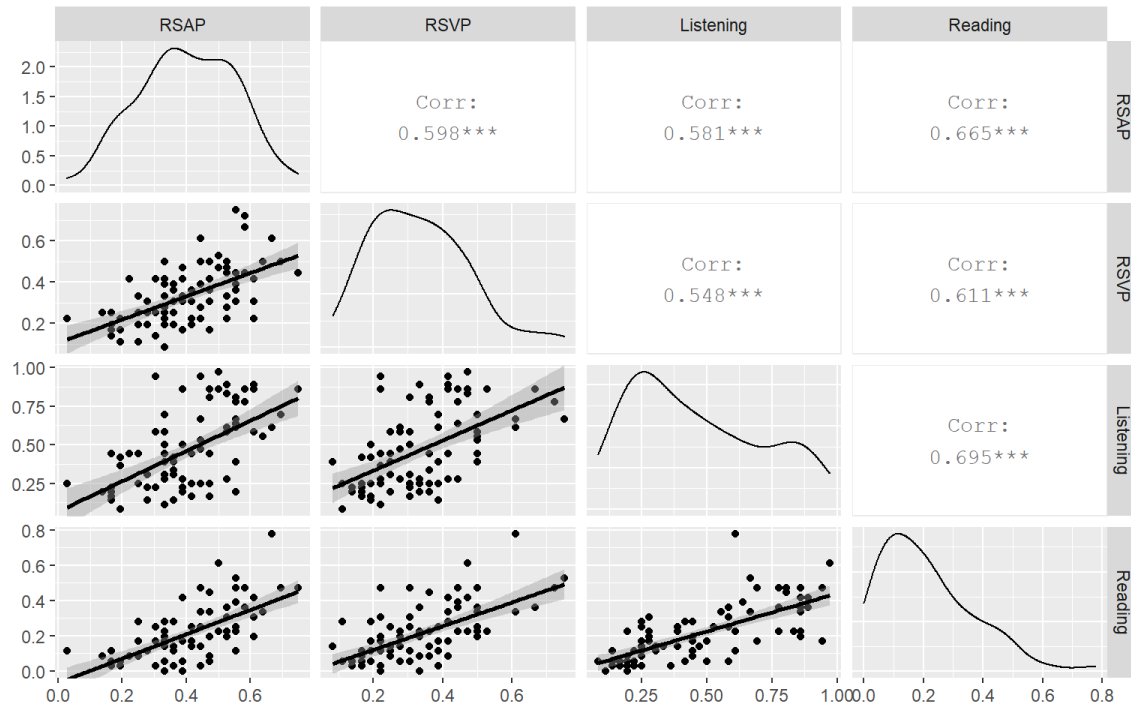 RSAP RSVP Listening Reading
2.0
1.5
1.0
0.5
0.0
Corr:
0.598***
Corr:
0.581***
Corr:
0.665***
RSAP
0.6
0.4
0.2
Corr:
0.548***
Corr:
0.611***
RSVP
1.00
0.75
0.50
0.25
Corr:
0.695***
Listening
0.8
0.6
0.4
0.2
0.0
Reading
0.0 0.2 0.4 0.6 0.2 0.4 0.6 0.25 0.50 0.75 1.00 0.0 0.2 0.4 0.6 0.8